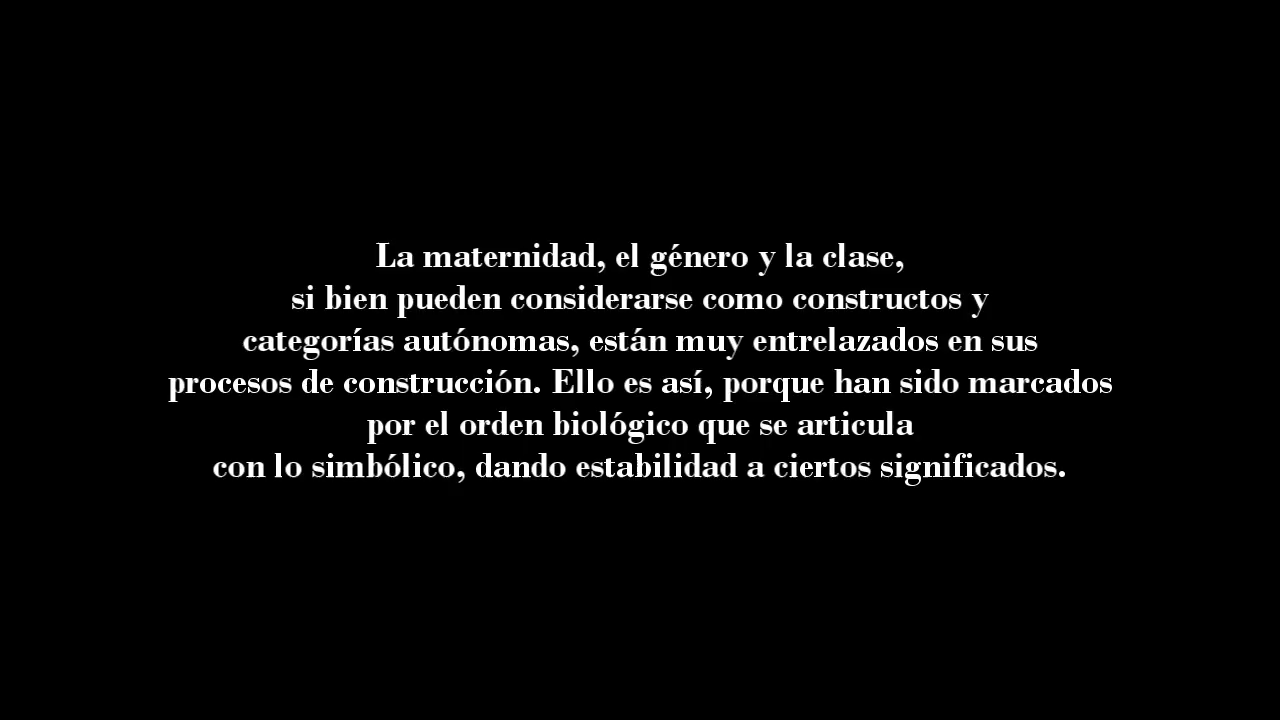 La maternidad, el género y la clase,
si bien pueden considerarse como constructos y
categorías autónomas, están muy entrelazados en sus
procesos de construcción. Ello es así, porque han sido marcados
por el orden biológico que se articula
con lo simbólico, dando estabilidad a ciertos significados.